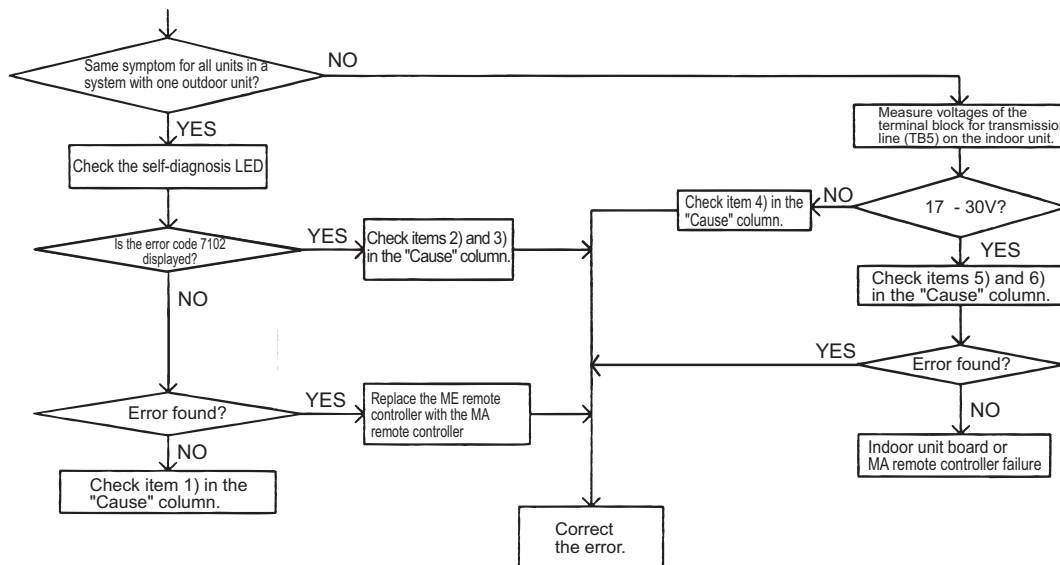 Same symptom for all units in a
system with one outdoor unit?
NO
YES
Check the self-diagnosis LED
Is the error code 7102
displayed?
YES
Check items 2) and 3)
in the "Cause" column.
NO
Error found?
YES
Replace the ME remote
controller with the MA
remote controller
NO
Check item 1) in the
"Cause" column.
Measure voltages of the
terminal block for transmission
line (TB5) on the indoor unit.
17 - 30V?
NO
Check item 4) in the
"Cause" column.
YES
Check items 5) and 6)
in the "Cause" column.
Error found?
YES
NO
Indoor unit board or
MA remote controller failure
Correct
the error.